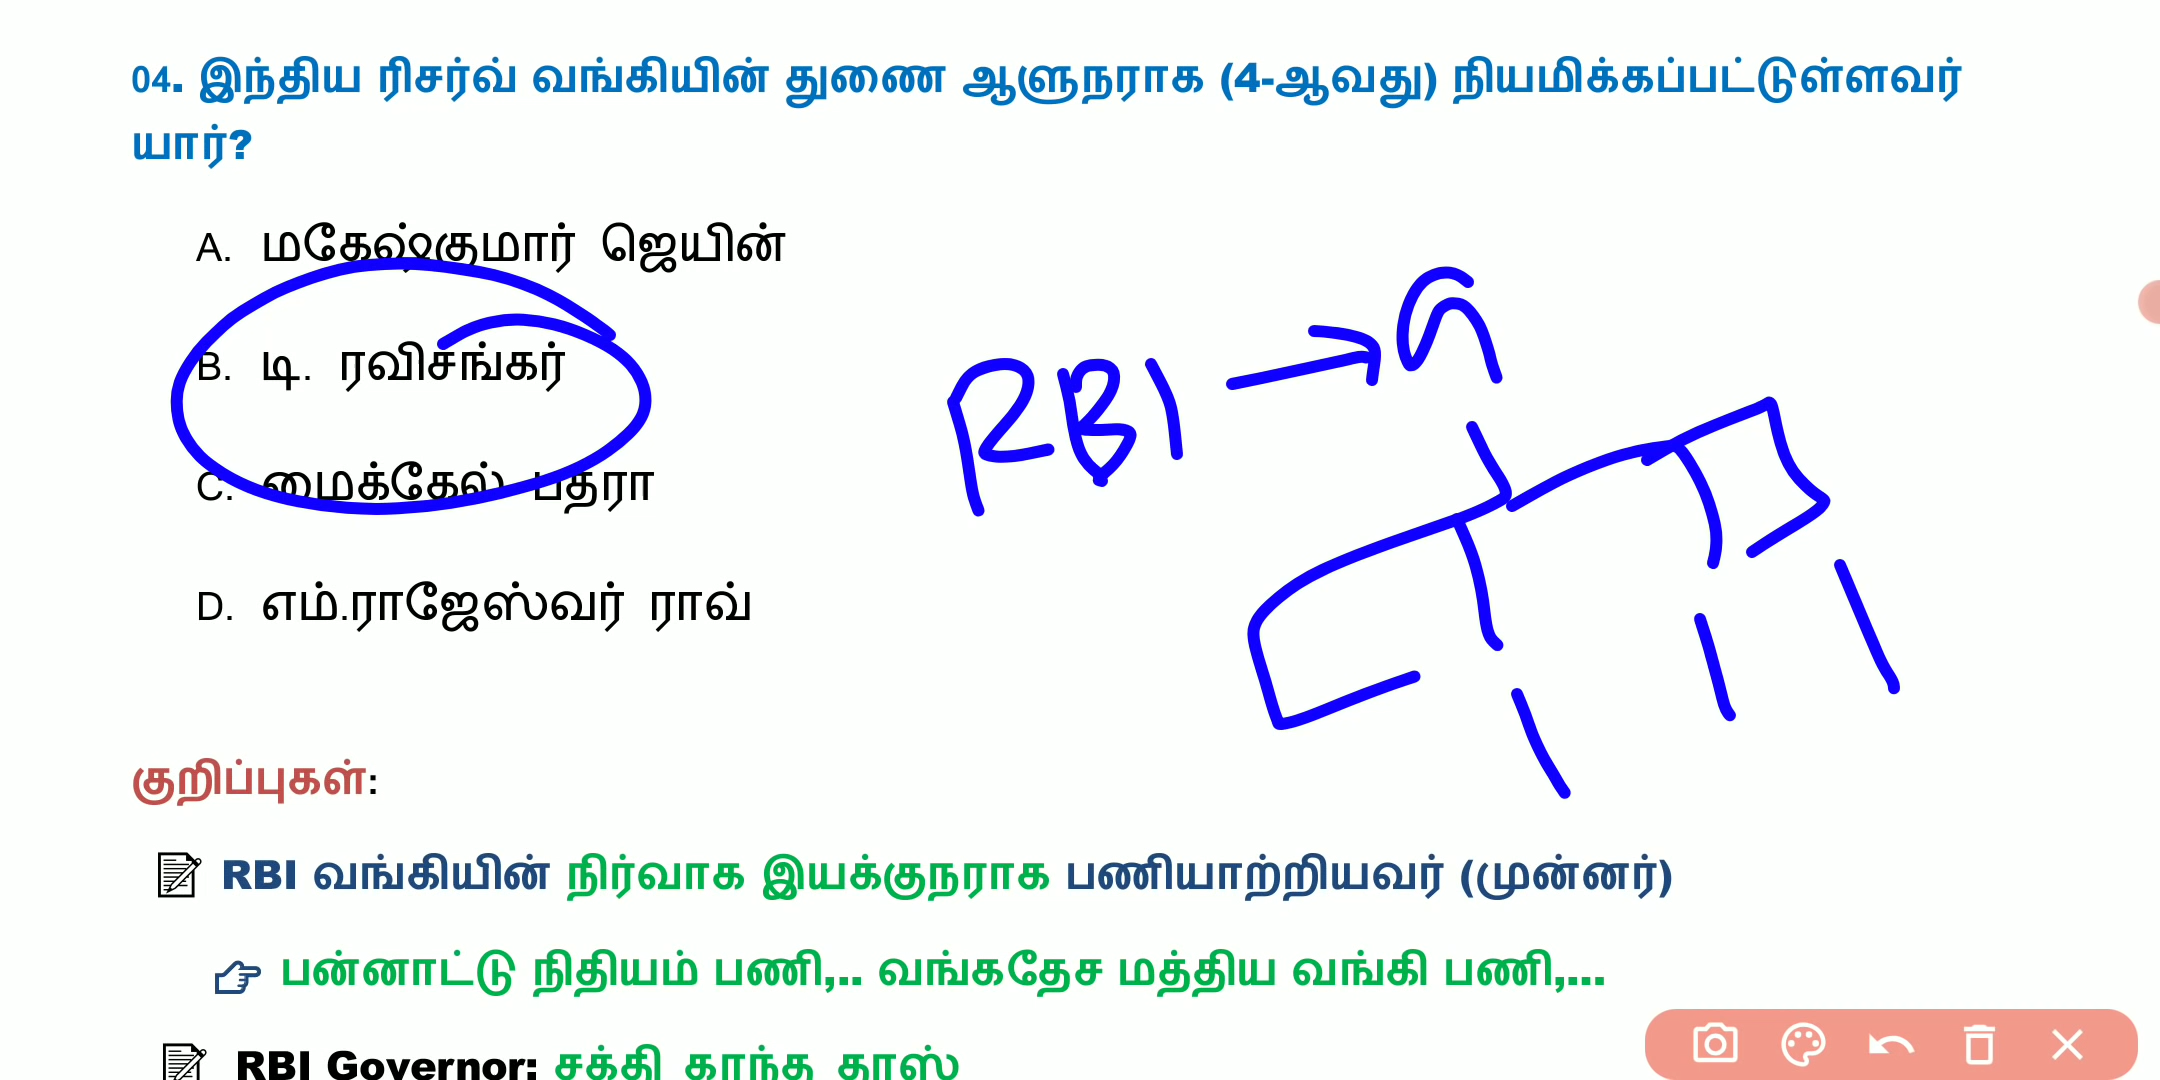 04. இந்திய ரிசர்வ் வங்கியின் துணை ஆளுநராக (4-ஆவது) நியமிக்கப்பட்டுள்ளவர்
யார்?
A. மகேஷ்குமார் ஜெயின்
B. டி. ரவிசங்கர்
C. மைக்கேல் பத்ரா
D. எம்.ராஜேஸ்வர் ராவ்
RBI → G
குறிப்புகள்:
RBI வங்கியின் நிர்வாக இயக்குநராக பணியாற்றியவர் (முன்னர்)
பன்னாட்டு நிதியம் பணி,.. வங்கதேச மத்திய வங்கி பணி,...
RBI Governor: சக்தி காந்த தாஸ்